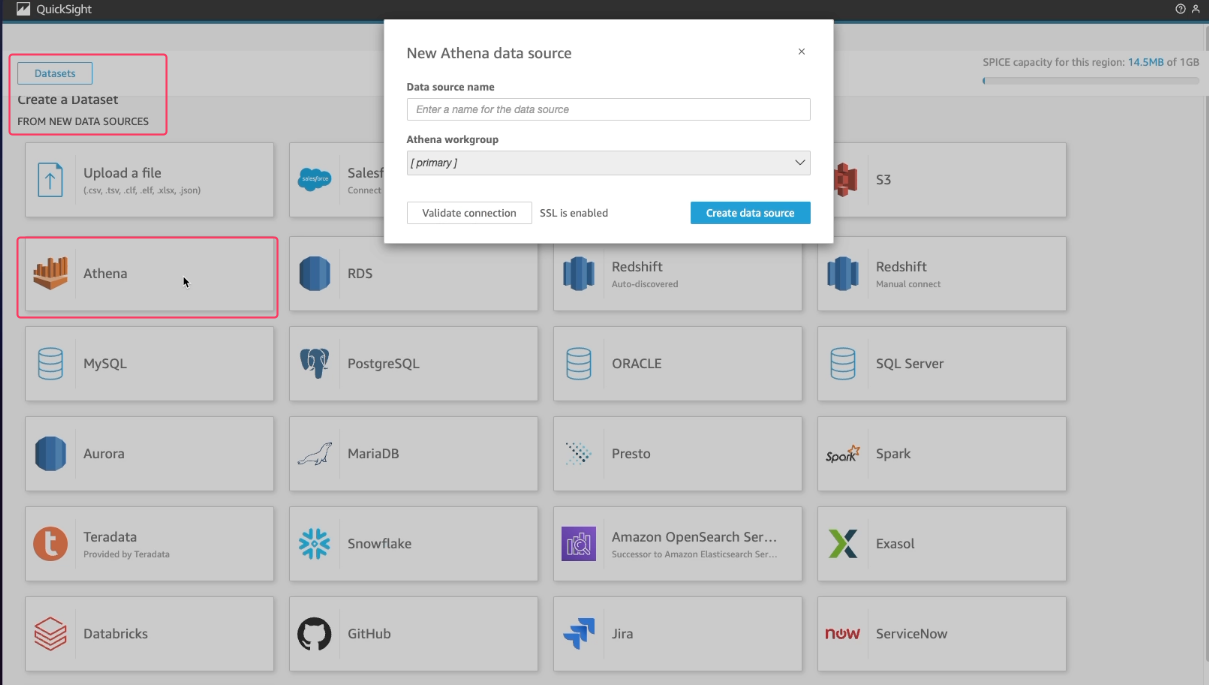 QuickSight
New Athena data source
Data source name
Enter a name for the data source
Athena workgroup
[ primary ]
Validate connection
SSL is enabled
Create data source
Datasets
SPICE capacity for this region: 14.5MB of 1GB
Create a Dataset
FROM NEW DATA SOURCES
Upload a file
(.csv, .tsv, .clf, .elf, .xlsx, .json)
salesforce
Salesf
Connect
S3
Athena
RDS
Redshift
Auto-discovered
Redshift
Manual connect
MySQL
PostgreSQL
ORACLE
SQL Server
Aurora
MariaDB
Presto
Spark
Spark
Teradata
Provided by Teradata
Snowflake
Amazon OpenSearch Ser...
Successor to Amazon Elasticsearch Ser...
Exasol
Databricks
GitHub
Jira
now
ServiceNow